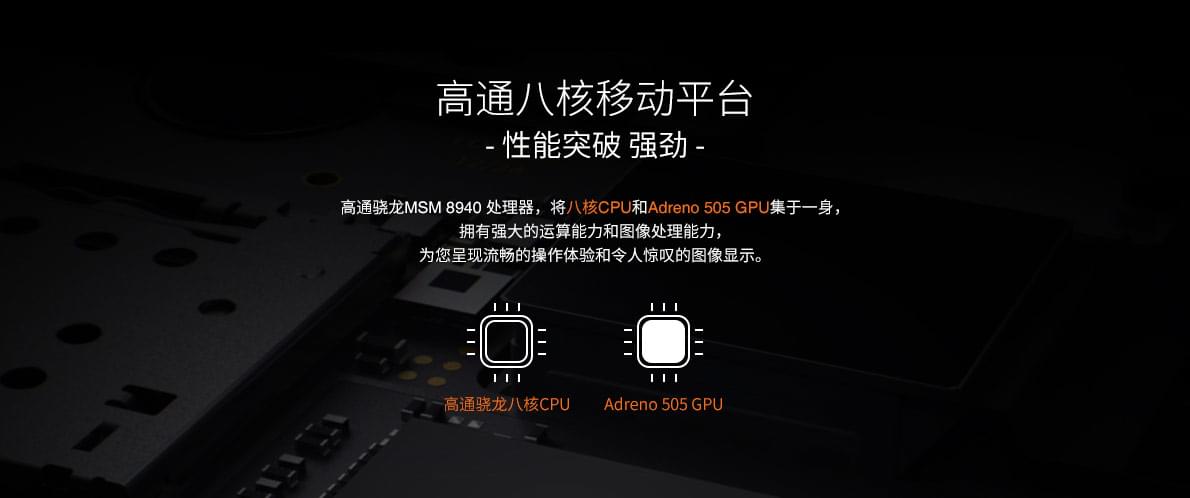 高通八核移动平台
- 性能突破 强劲 -
高通骁龙MSM 8940 处理器，将八核CPU和Adreno 505 GPU集于一身，
拥有强大的运算能力和图像处理能力，
为您呈现流畅的操作体验和令人惊叹的图像显示。
高通骁龙八核CPU
Adreno 505 GPU